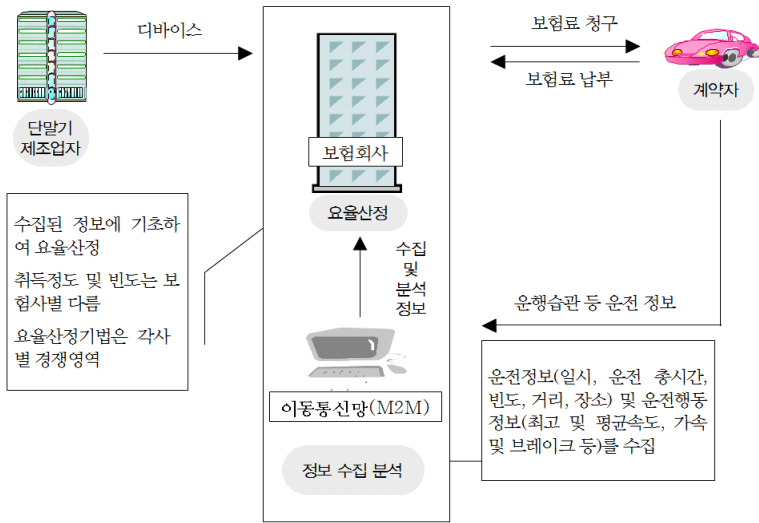 디바이스
단말기
제조업자
보험회사
요율산정
보험료 청구
보험료 납부
계약자
수집된 정보에 기초하
여 요율산정
취득정도 및 빈도는 보
험사별 다름
요율산정기법은 각사
별 경쟁영역
수집
및
분석
정보
운행습관 등 운전 정보
이동통신망(M2M)
정보 수집 분석
운전정보(일시, 운전 총시간,
빈도, 거리, 장소) 및 운전행동
정보(최고 및 평균속도, 가속
및 브레이크 등)를 수집